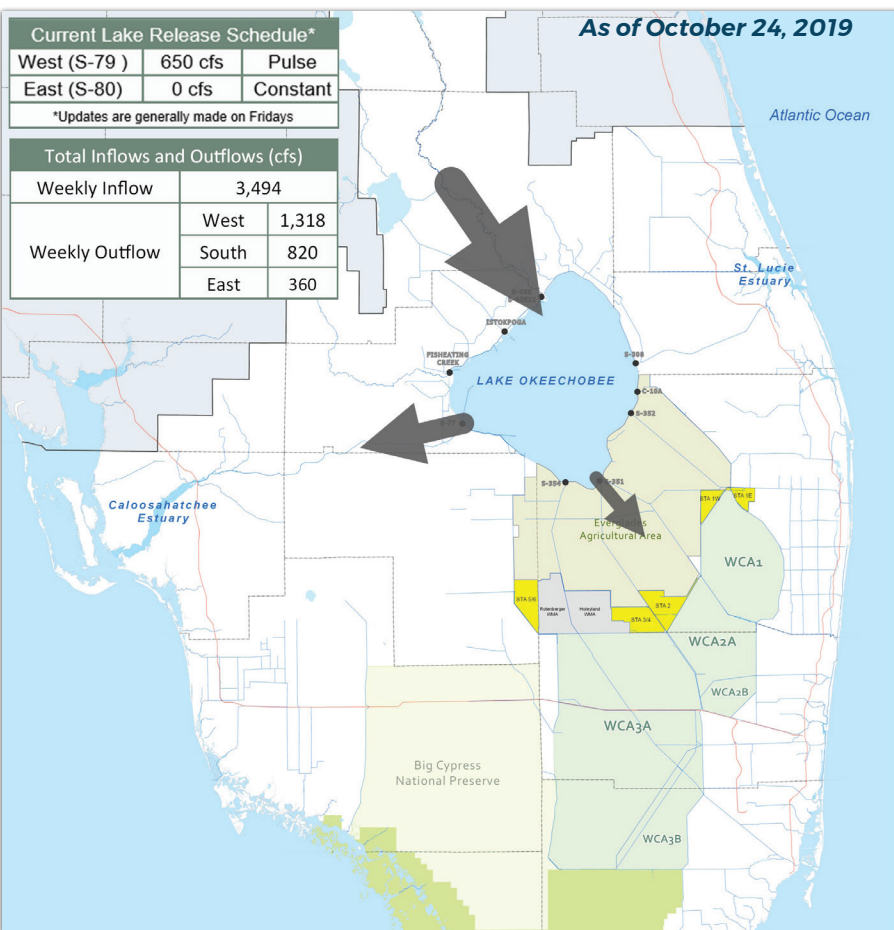 As of October 24, 2019
Current Lake Release Schedule*
West (S-79 ) 650 cfs Pulse
East (S-80) 0 cfs Constant
*Updates are generally made on Fridays
Total Inflows and Outflows (cfs)
Weekly Inflow 3,494
Weekly Outflow
West 1,318
South 820
East 360
Atlantic Ocean
St. Lucie
Estuary
ISTOKPOGA
FISHEATING
CREEK
S-308
LAKE OKEECHOBEE
C-10A
S-352
S-77
S-354
S-351
Caloosahatchee
Estuary
Everglades
Agricultural Area
STA 1W
STA 1E
WCA1
STA 5/6
Rotenberger
WMA
Holeyland
WMA
STA 2
STA 3/4
WCA2A
WCA2B
WCA3A
Big Cypress
National Preserve
WCA3B